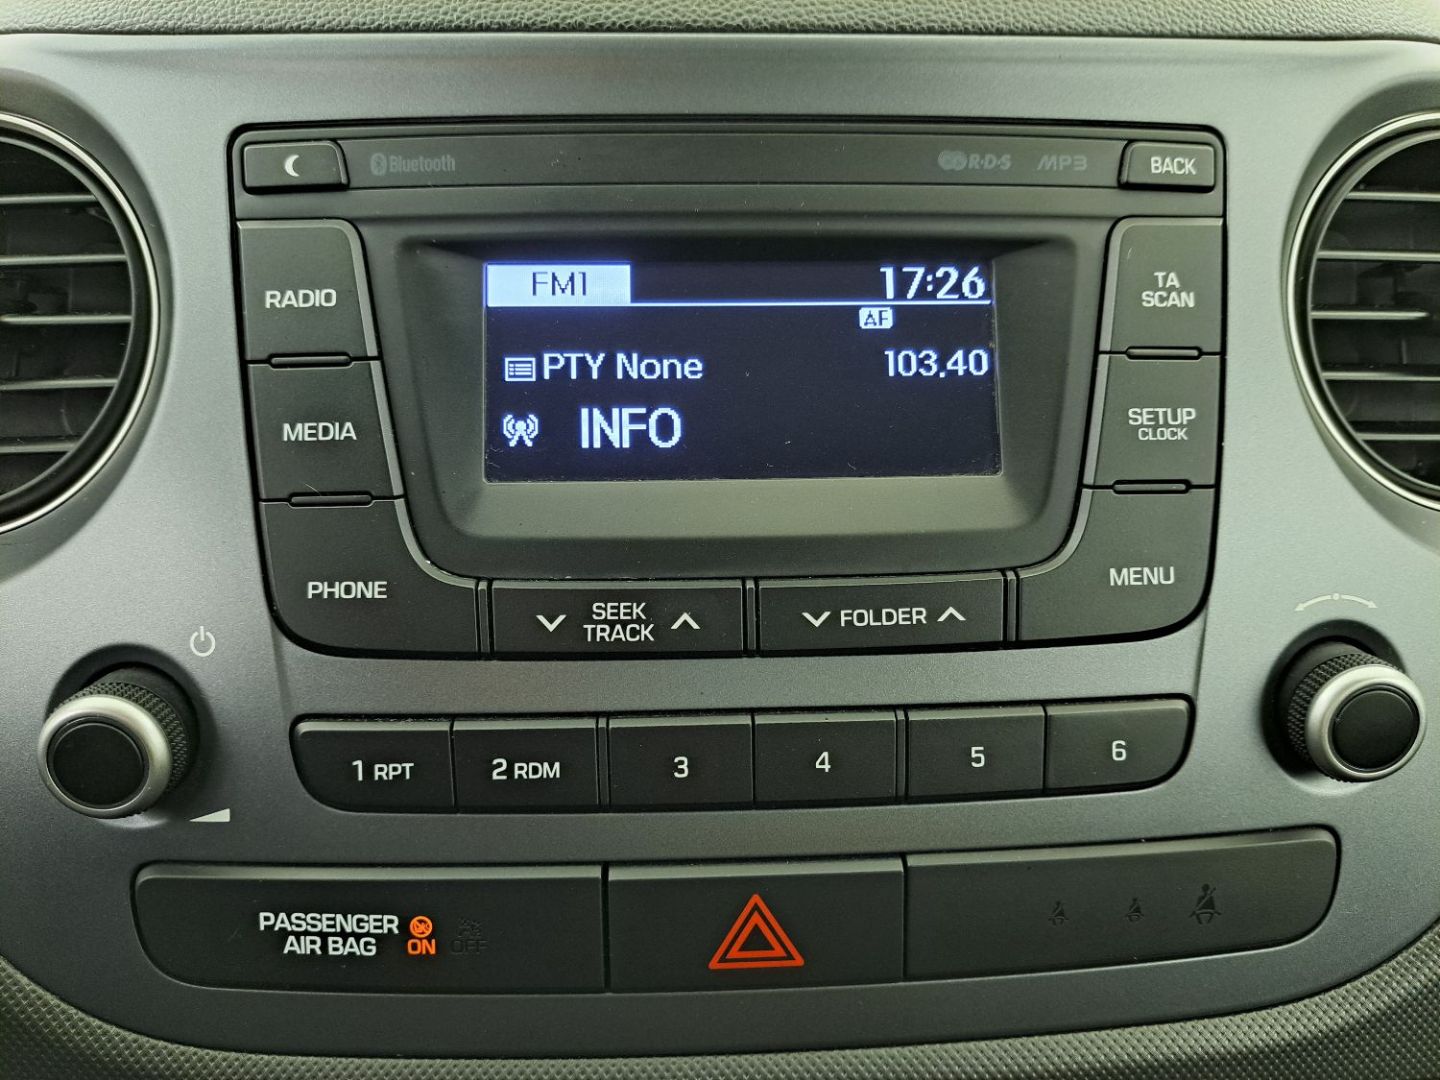 Bluetooth
R·D·S
MP3
BACK
RADIO
FM1
17:26
TA
SCAN
AF
PTY None
103.40
MEDIA
INFO
SETUP
CLOCK
PHONE
SEEK
TRACK
FOLDER
MENU
1 RPT
2 RDM
3
4
5
6
PASSENGER
AIR BAG
ON
OFF